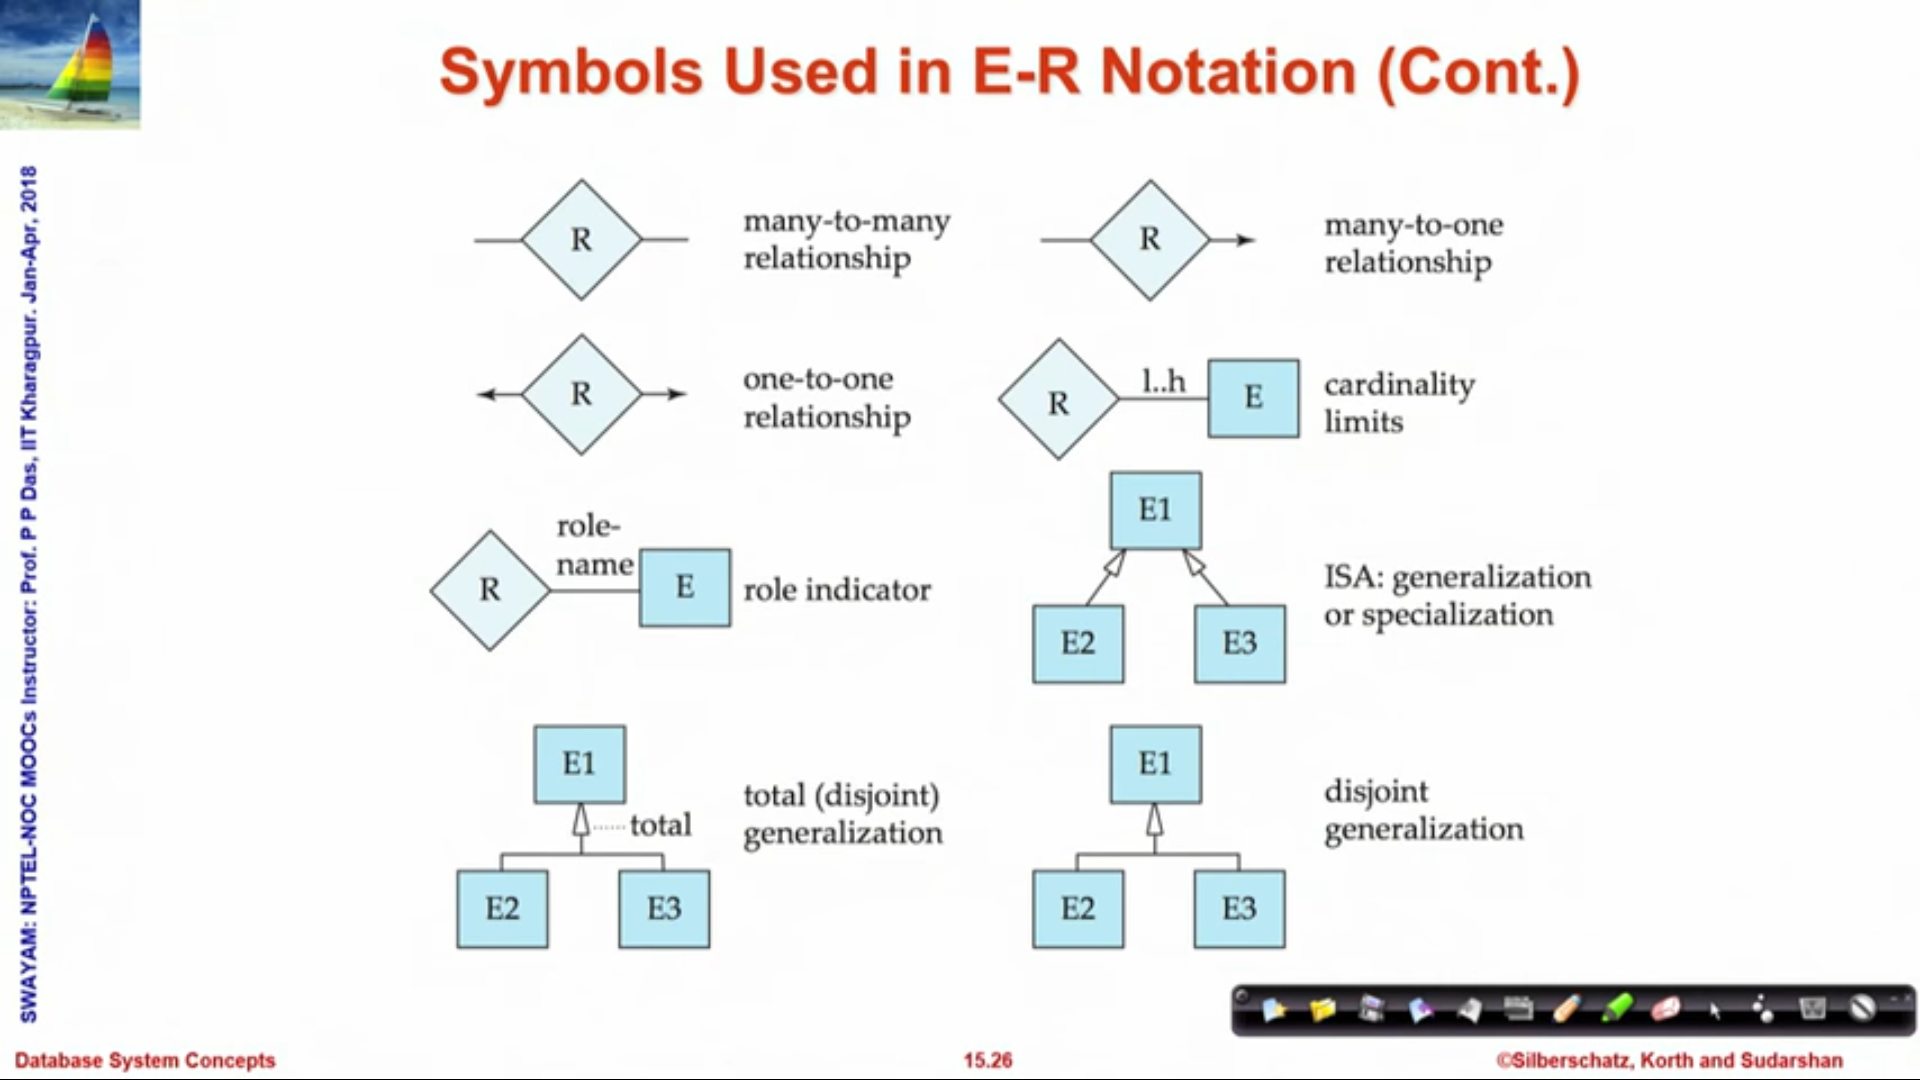 Symbols Used in E-R Notation (Cont.)
SWAYAM: NPTEL-NOC MOOCs Instructor: Prof. P P Das, IIT Kharagpur. Jan-Apr, 2018
R
many-to-many
relationship
R
many-to-one
relationship
R
one-to-one
relationship
R
l..h
E
cardinality
limits
R
role-
name
E
role indicator
E1
E2
E3
ISA: generalization
or specialization
E1
total
E2
E3
total (disjoint)
generalization
E1
E2
E3
disjoint
generalization
Database System Concepts
15.26
©Silberschatz, Korth and Sudarshan